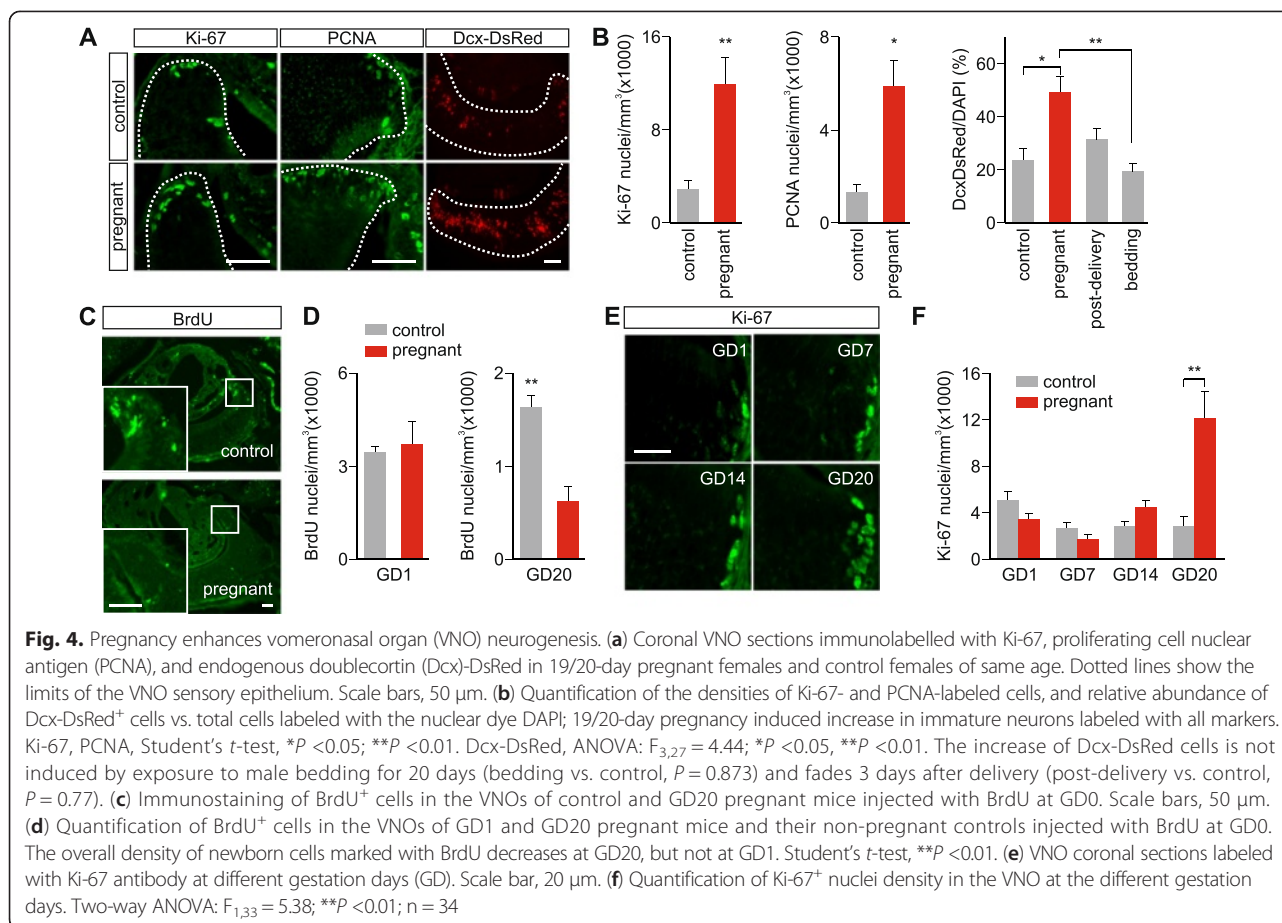 A
Ki-67
PCNA
Dcx-DsRed
control
pregnant
B
Ki-67 nuclei/mm³(x1000)
16
12
8
4
0
**
control
pregnant
PCNA nuclei/mm³(x1000)
8
6
4
2
0
*
control
pregnant
DcxDsRed/DAPI (%)
60
40
20
0
*
**
control
pregnant
post-delivery
bedding
C
BrdU
control
pregnant
D
control
pregnant
BrdU nuclei/mm³(x1000)
6
3
0
GD1
BrdU nuclei/mm³(x1000)
2
1
0
**
GD20
E
Ki-67
GD1
GD7
GD14
GD20
F
control
pregnant
Ki-67 nuclei/mm³(x1000)
16
12
8
4
0
**
GD1
GD7
GD14
GD20
Fig. 4. Pregnancy enhances vomeronasal organ (VNO) neurogenesis. (a) Coronal VNO sections immunolabelled with Ki-67, proliferating cell nuclear
antigen (PCNA), and endogenous doublecortin (Dcx)-DsRed in 19/20-day pregnant females and control females of same age. Dotted lines show the
limits of the VNO sensory epithelium. Scale bars, 50 μm. (b) Quantification of the densities of Ki-67- and PCNA-labeled cells, and relative abundance of
Dcx-DsRed⁺ cells vs. total cells labeled with the nuclear dye DAPI; 19/20-day pregnancy induced increase in immature neurons labeled with all markers.
Ki-67, PCNA, Student's t-test, *P <0.05; **P <0.01. Dcx-DsRed, ANOVA: F₃,₂₇ = 4.44; *P <0.05, **P <0.01. The increase of Dcx-DsRed cells is not
induced by exposure to male bedding for 20 days (bedding vs. control, P = 0.873) and fades 3 days after delivery (post-delivery vs. control,
P = 0.77). (c) Immunostaining of BrdU⁺ cells in the VNOs of control and GD20 pregnant mice injected with BrdU at GD0. Scale bars, 50 μm.
(d) Quantification of BrdU⁺ cells in the VNOs of GD1 and GD20 pregnant mice and their non-pregnant controls injected with BrdU at GD0.
The overall density of newborn cells marked with BrdU decreases at GD20, but not at GD1. Student's t-test, **P <0.01. (e) VNO coronal sections labeled
with Ki-67 antibody at different gestation days (GD). Scale bar, 20 μm. (f) Quantification of Ki-67⁺ nuclei density in the VNO at the different gestation
days. Two-way ANOVA: F₁,₃₃ = 5.38; **P <0.01; n = 34